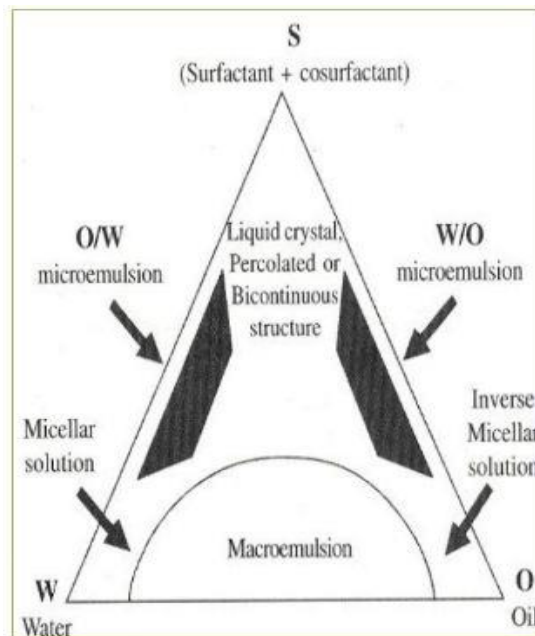 S
(Surfactant + cosurfactant)
O/W
microemulsion
Liquid crystal,
Percolated or
Bicontinuous
structure
W/O
microemulsion
Micellar
solution
Inverse
Micellar
solution
Macroemulsion
W
Water
O
Oil